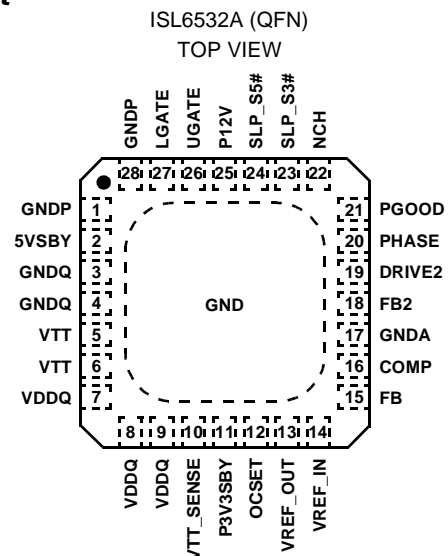 ISL6532A (QFN)
TOP VIEW
GNDP
LGATE
UGATE
P12V
SLP_S5#
SLP_S3#
NCH
28 27 26 25 24 23 22
GNDP 1
5VSBY 2
GNDQ 3
GNDQ 4
VTT 5
VTT 6
VDDQ 7
GND
21 PGOOD
20 PHASE
19 DRIVE2
18 FB2
17 GNDA
16 COMP
15 FB
8 9 10 11 12 13 14
VDDQ
VDDQ
VTT_SENSE
P3V3SBY
OCSET
VREF_OUT
VREF_IN